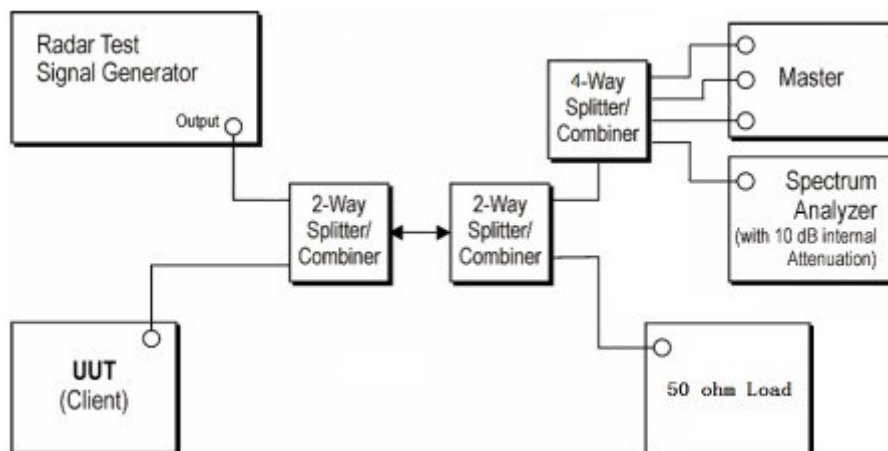 Radar Test
Signal Generator
Output
4-Way
Splitter/
Combiner
Master
2-Way
Splitter/
Combiner
2-Way
Splitter/
Combiner
Spectrum
Analyzer
(with 10 dB internal
Attenuation)
UUT
(Client)
50 ohm Load